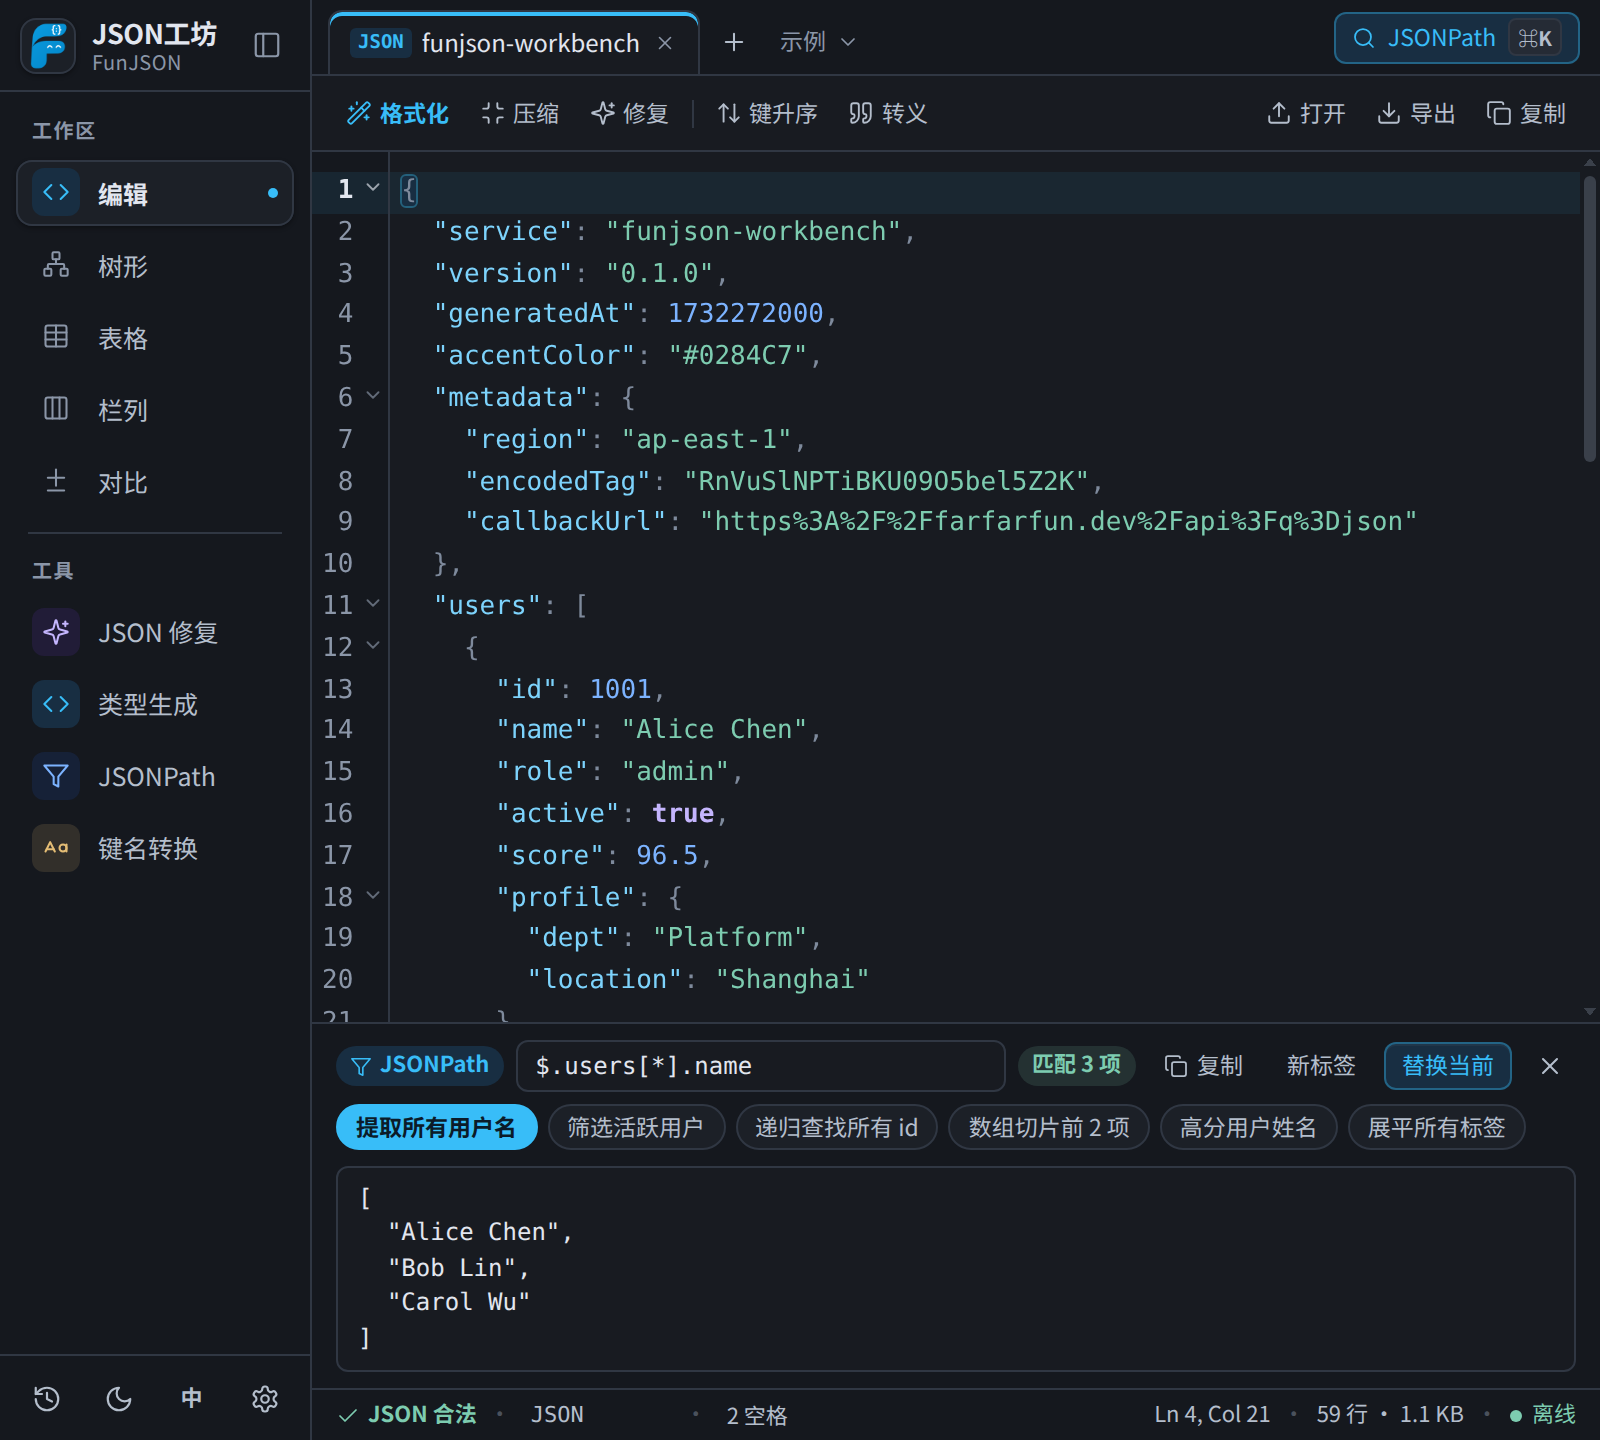 JSON工坊
FunJSON
工作区
编辑
树形
表格
栏列
对比
工具
JSON 修复
类型生成
JSONPath
Aa 键名转换
中
JSON funjson-workbench
示例
JSONPath ⌘K
格式化 压缩 修复 键升序 转义 打开 导出 复制
1 {
2 "service": "funjson-workbench",
3 "version": "0.1.0",
4 "generatedAt": 1732272000,
5 "accentColor": "#0284C7",
6 "metadata": {
7 "region": "ap-east-1",
8 "encodedTag": "RnVuSlNPTiBKU09O5bel5Z2K",
9 "callbackUrl": "https%3A%2F%2Ffarfarfun.dev%2Fapi%3Fq%3Djson"
10 },
11 "users": [
12 {
13 "id": 1001,
14 "name": "Alice Chen",
15 "role": "admin",
16 "active": true,
17 "score": 96.5,
18 "profile": {
19 "dept": "Platform",
20 "location": "Shanghai"
21 }
JSONPath $.users[*].name 匹配 3 项 复制 新标签 替换当前
提取所有用户名 筛选活跃用户 递归查找所有 id 数组切片前 2 项 高分用户姓名 展平所有标签
[
"Alice Chen",
"Bob Lin",
"Carol Wu"
]
JSON 合法 • JSON • 2 空格 Ln 4, Col 21 • 59 行 • 1.1 KB • 离线